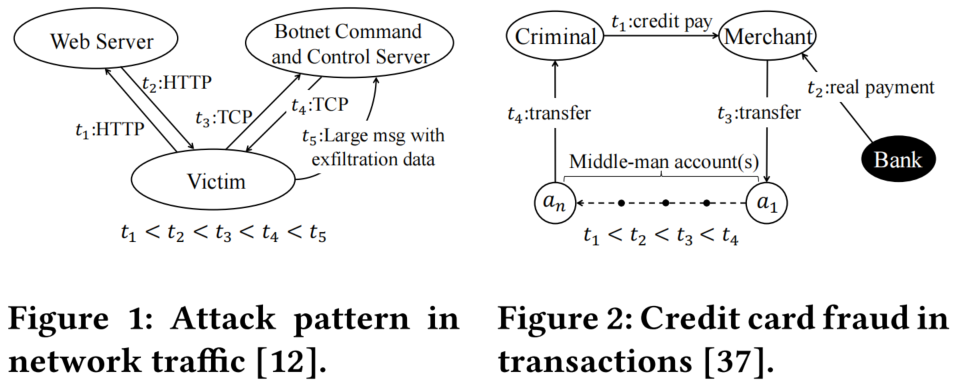 Web Server
Botnet Command
and Control Server
t₂:HTTP
t₁:HTTP
t₃:TCP
t₄:TCP
t₅:Large msg with
exfiltration data
Victim
t₁ < t₂ < t₃ < t₄ < t₅
Figure 1: Attack pattern in
network traffic [12].
Criminal
t₁:credit pay
Merchant
t₂:real payment
t₄:transfer
t₃:transfer
Bank
Middle-man account(s)
aₙ
a₁
t₁ < t₂ < t₃ < t₄
Figure 2: Credit card fraud in
transactions [37].